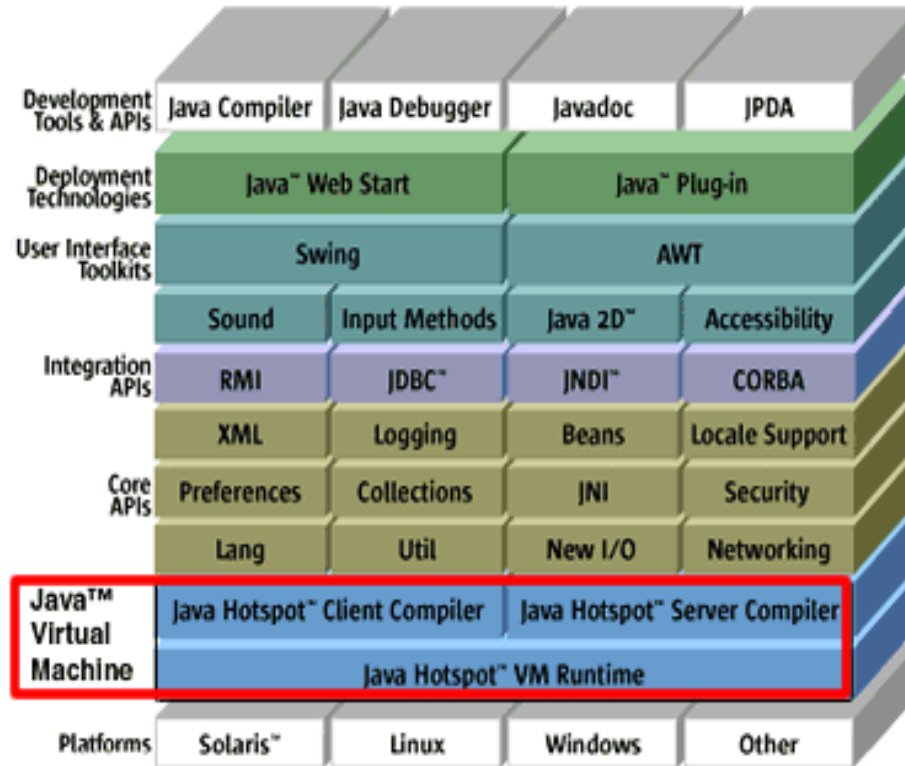 Development Tools & APIs
Java Compiler Java Debugger Javadoc JPDA
Deployment Technologies
Java™ Web Start Java™ Plug-in
User Interface Toolkits
Swing AWT
Sound Input Methods Java 2D™ Accessibility
Integration APIs
RMI JDBC™ JNDI™ CORBA
XML Logging Beans Locale Support
Core APIs
Preferences Collections JNI Security
Lang Util New I/O Networking
Java™ Virtual Machine
Java Hotspot™ Client Compiler Java Hotspot™ Server Compiler
Java Hotspot™ VM Runtime
Platforms Solaris™ Linux Windows Other